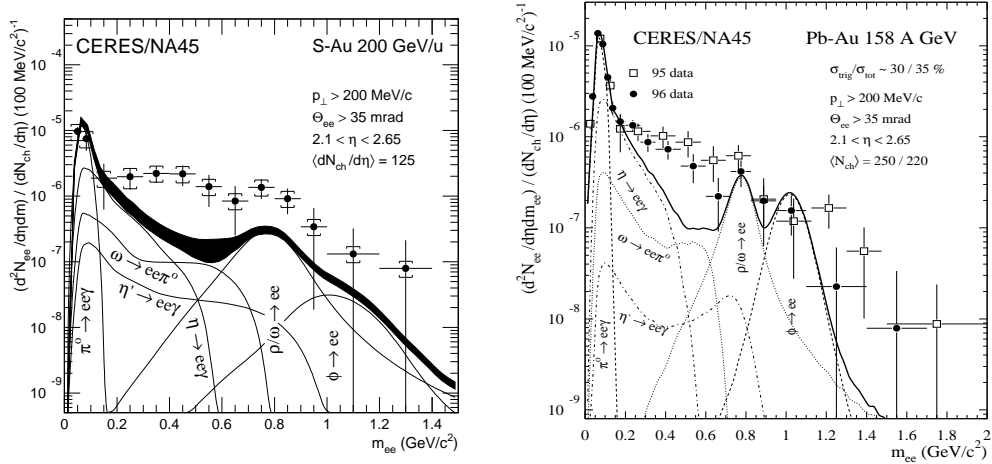 CERES/NA45
S-Au 200 GeV/u
p⊥ > 200 MeV/c
Θee > 35 mrad
2.1 < η < 2.65
⟨dNch/dη⟩ = 125
(d²Nee/dηdm) / (dNch/dη) (100 MeV/c²)⁻¹
10⁻⁴
10⁻⁵
10⁻⁶
10⁻⁷
10⁻⁸
10⁻⁹
π° → eeγ
ω → eeπ°
η' → eeγ
η → eeγ
ρ/ω → ee
ϕ → ee
0 0.2 0.4 0.6 0.8 1 1.2 1.4
mee (GeV/c²)
CERES/NA45
Pb-Au 158 A GeV
95 data
96 data
σtrig/σtot ~ 30 / 35 %
p⊥ > 200 MeV/c
Θee > 35 mrad
2.1 < η < 2.65
⟨Nch⟩ = 250 / 220
(d²Nee/dηdmee) / (dNch/dη) (100 MeV/c²)⁻¹
10⁻⁵
10⁻⁶
10⁻⁷
10⁻⁸
10⁻⁹
π° → eeγ
η → eeγ
ω → eeπ°
η' → eeγ
ρ/ω → ee
ϕ → ee
0 0.2 0.4 0.6 0.8 1 1.2 1.4 1.6 1.8 2
mee (GeV/c²)